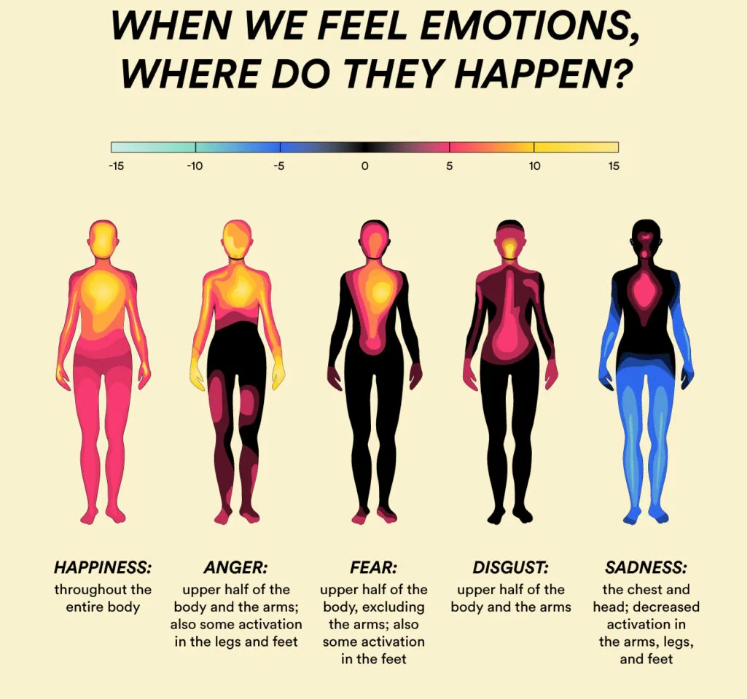 WHEN WE FEEL EMOTIONS,
WHERE DO THEY HAPPEN?
-15 -10 -5 0 5 10 15
HAPPINESS:
throughout the
entire body
ANGER:
upper half of the
body and the arms;
also some activation
in the legs and feet
FEAR:
upper half of the
body, excluding
the arms; also
some activation
in the feet
DISGUST:
upper half of the
body and the arms
SADNESS:
the chest and
head; decreased
activation in
the arms, legs,
and feet